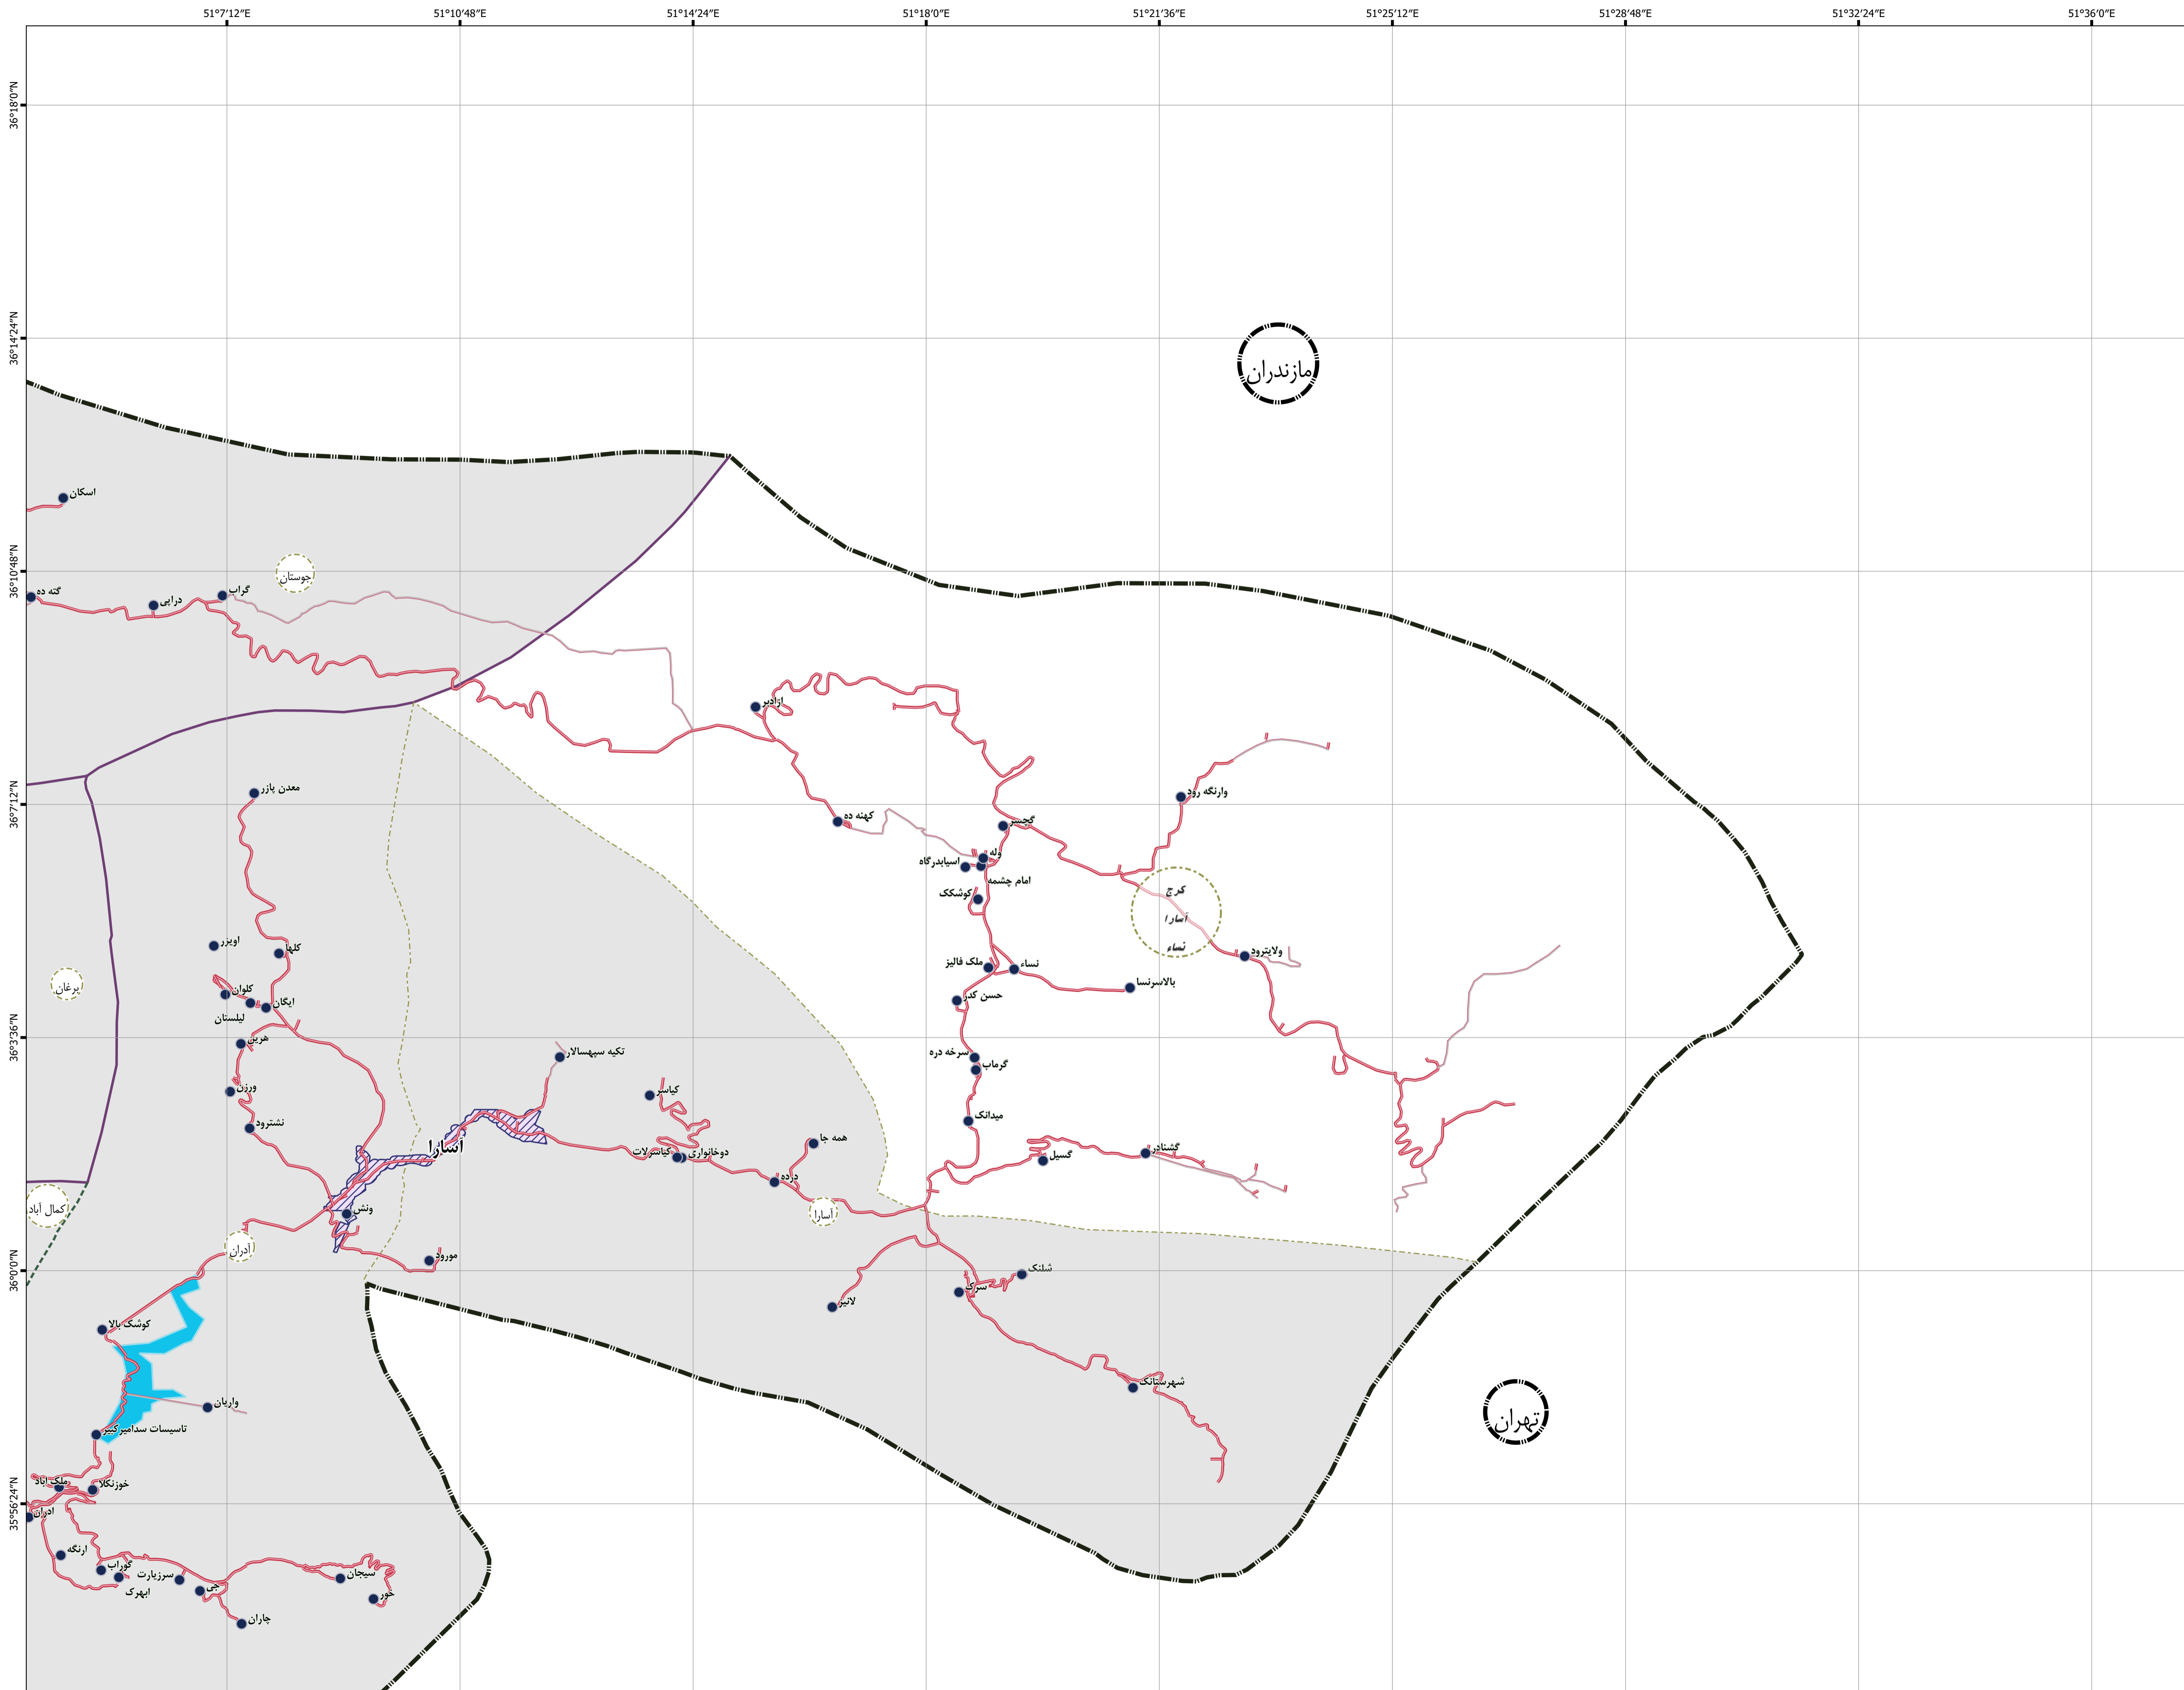 51°7'12"E
51°10'48"E
51°14'24"E
51°18'0"E
51°21'36"E
51°25'12"E
51°28'48"E
51°32'24"E
51°36'0"E
36°18'0"N
36°14'24"N
36°10'48"N
36°7'12"N
36°3'36"N
36°0'0"N
35°56'24"N
مازندران
اسکان
جوستان
گته ده
درایی
گراب
ازادبر
معدن پازر
وارنگه رود
کهنه ده
گچسر
وله
اسیابدرگاه
امام چشمه
کوشکک
کرج
آسارا
نساء
اویزر
کلها
ولایترود
ملک فالیز
نساء
بالاسرنسا
پرغان
کلوان
ایگان
لیلستان
حسن کدر
هرین
سرخه دره
گرماب
تکیه سپهسالار
ورزن
کیاسر
میدانک
نشترود
همه جا
آسارا
دوخانواری
کیاسرلات
گشنادر
گسیل
درده
ونش
آسارا
کمال آباد
آدران
مورود
شلنک
سرک
لانیز
کوشک بالا
شهرستانک
واریان
تهران
تاسیسات سدامیرکبیر
ملک اباد
خوزنکلا
ادران
ارنگه
گوراب
سرزیارت
ابهرک
جی
سیجان
خور
چاران